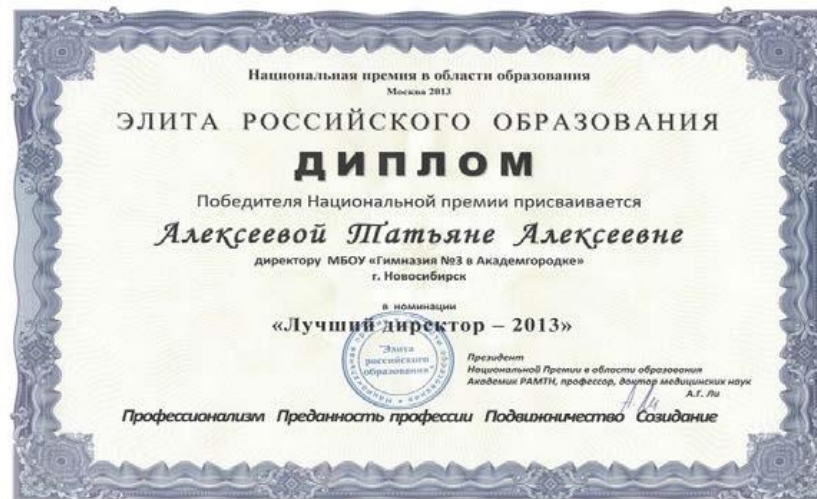 Национальная премия в области образования
Москва 2013
ЭЛИТА РОССИЙСКОГО ОБРАЗОВАНИЯ
ДИПЛОМ
Победителя Национальной премии присваивается
Алексеевой Татьяне Алексеевне
директору МБОУ «Гимназия №3 в Академгородке»
г. Новосибирск
в номинации
«Лучший директор – 2013»
"Элита
российского
образования"
Президент
Национальной Премии в области образования
Академик РАМТН, профессор, доктор медицинских наук
А.Г. Ли
Профессионализм Преданность профессии Подвижничество Созидание